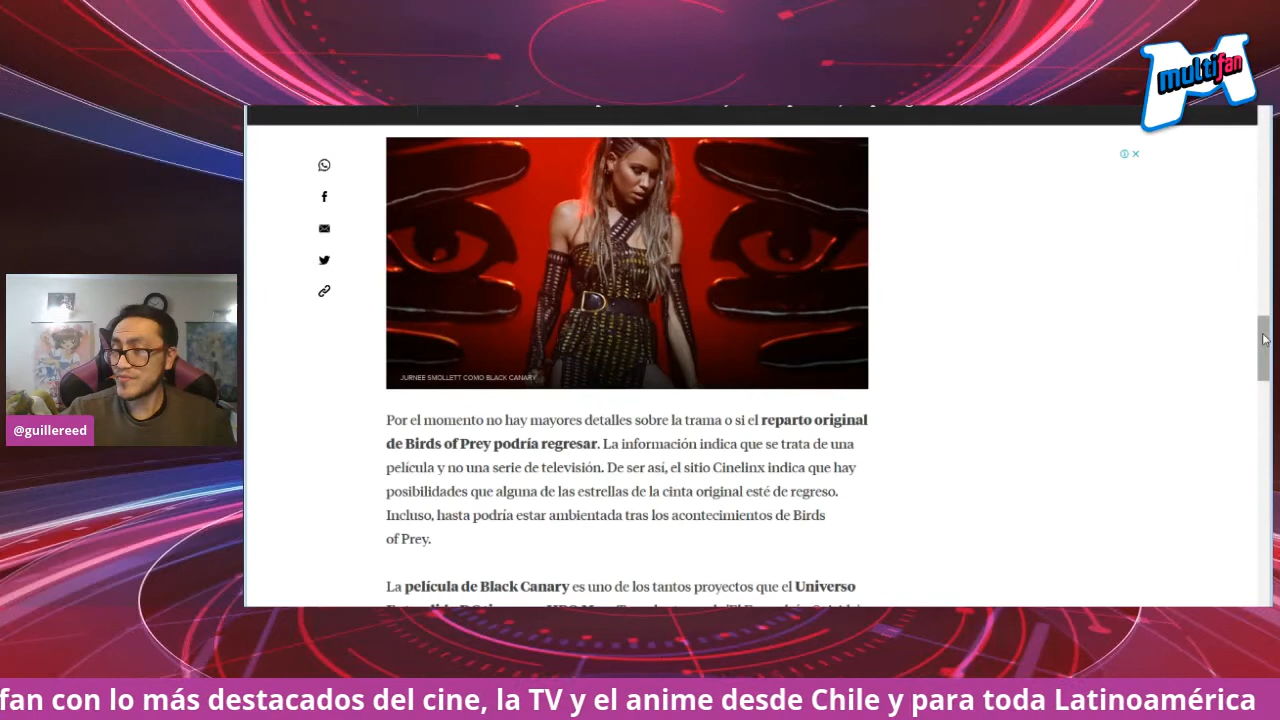 multifan
JURNEE SMOLLETT COMO BLACK CANARY
@guillereed
Por el momento no hay mayores detalles sobre la trama o si el reparto original
de Birds of Prey podría regresar. La información indica que se trata de una
película y no una serie de televisión. De ser así, el sitio Cinelinx indica que hay
posibilidades que alguna de las estrellas de la cinta original esté de regreso.
Incluso, hasta podría estar ambientada tras los acontecimientos de Birds
of Prey.
La película de Black Canary es uno de los tantos proyectos que el Universo
fan con lo más destacados del cine, la TV y el anime desde Chile y para toda Latinoamérica